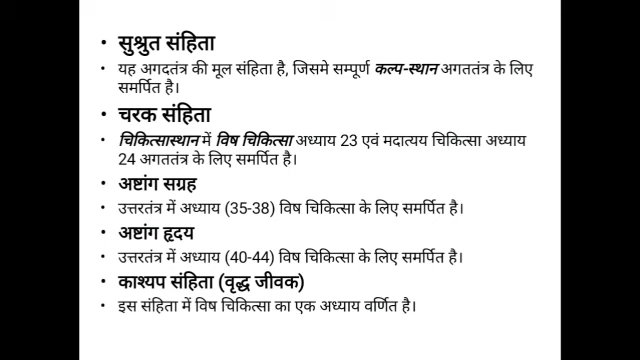 • सुश्रुत संहिता
• यह अगदतंत्र की मूल संहिता है, जिसमे सम्पूर्ण कल्प-स्थान अगततंत्र के लिए
समर्पित है।
• चरक संहिता
• चिकित्सास्थान में विष चिकित्सा अध्याय 23 एवं मदात्यय चिकित्सा अध्याय
24 अगततंत्र के लिए समर्पित है।
• अष्टांग सग्रह
• उत्तरतंत्र में अध्याय (35-38) विष चिकित्सा के लिए समर्पित है।
• अष्टांग हृदय
• उत्तरतंत्र में अध्याय (40-44) विष चिकित्सा के लिए समर्पित है।
• काश्यप संहिता (वृद्ध जीवक)
• इस संहिता में विष चिकित्सा का एक अध्याय वर्णित है।